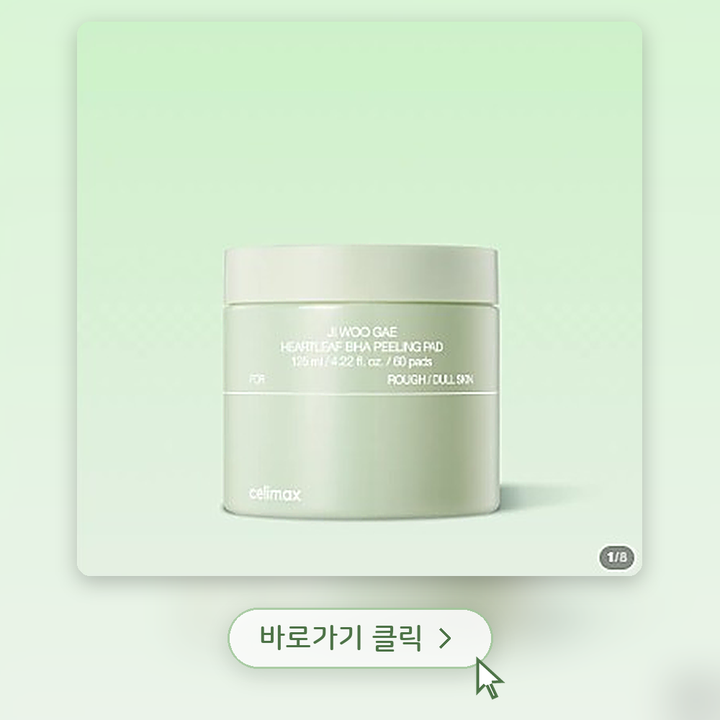 JI WOO GAE
HEARTLEAF BHA PEELING PAD
125 ml / 4.22 fl. oz. / 60 pads
FOR ROUGH / DULL SKIN
celimax
1/8
바로가기 클릭